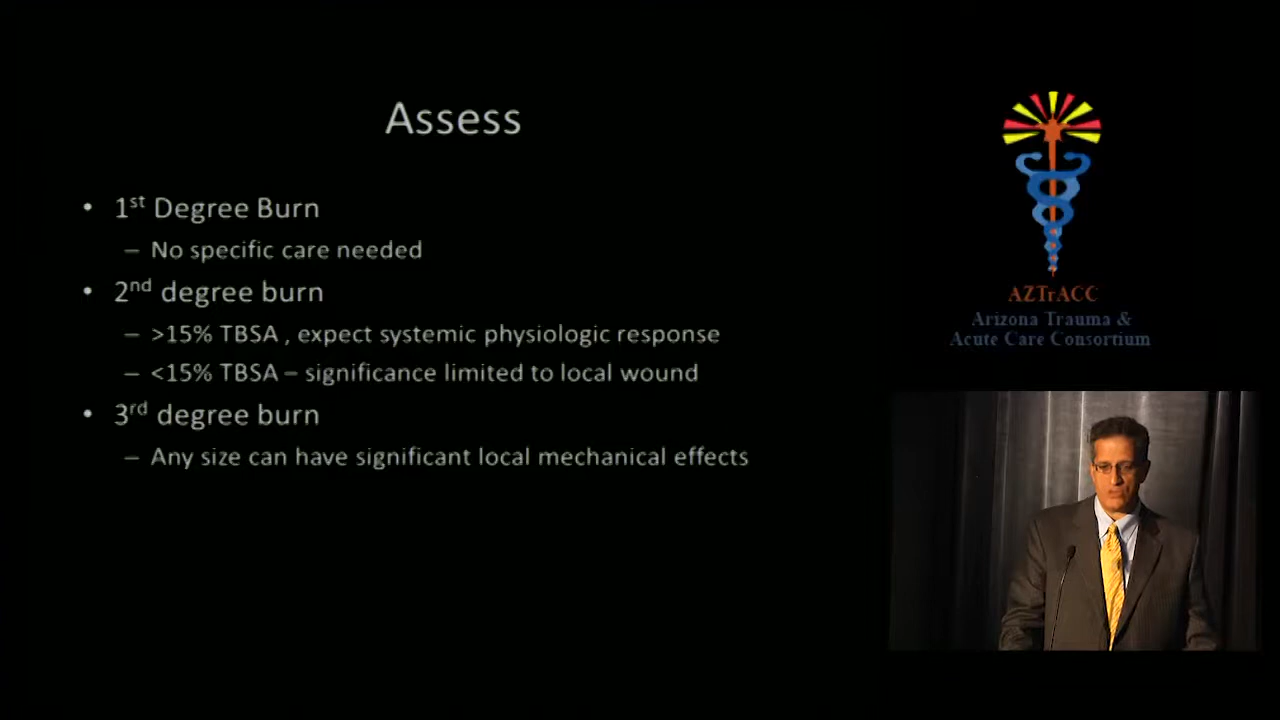 Assess
• 1st Degree Burn
– No specific care needed
• 2nd degree burn
– >15% TBSA , expect systemic physiologic response
– <15% TBSA – significance limited to local wound
• 3rd degree burn
– Any size can have significant local mechanical effects
AZTrACC
Arizona Trauma &
Acute Care Consortium